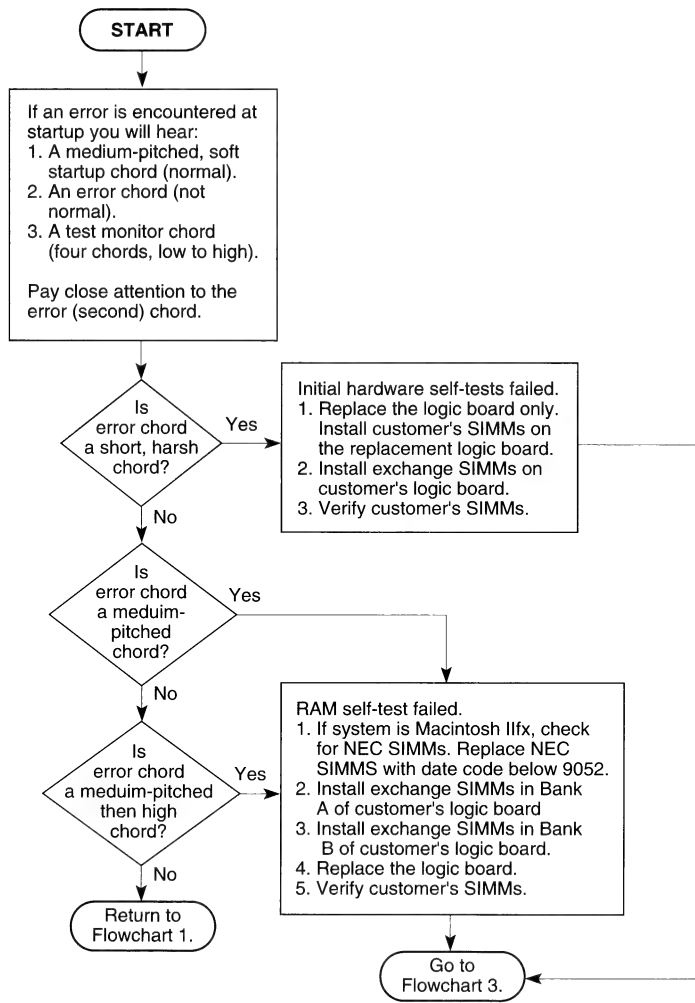 START
If an error is encountered at
startup you will hear:
1. A medium-pitched, soft
startup chord (normal).
2. An error chord (not
normal).
3. A test monitor chord
(four chords, low to high).
Pay close attention to the
error (second) chord.
Is
error chord
a short, harsh
chord?
Yes
Initial hardware self-tests failed.
1. Replace the logic board only.
Install customer's SIMMs on
the replacement logic board.
2. Install exchange SIMMs on
customer's logic board.
3. Verify customer's SIMMs.
No
Is
error chord
a meduim-
pitched
chord?
Yes
No
RAM self-test failed.
1. If system is Macintosh IIfx, check
for NEC SIMMs. Replace NEC
SIMMS with date code below 9052.
2. Install exchange SIMMs in Bank
A of customer's logic board
3. Install exchange SIMMs in Bank
B of customer's logic board.
4. Replace the logic board.
5. Verify customer's SIMMs.
Is
error chord
a meduim-pitched
then high
chord?
Yes
No
Return to
Flowchart 1.
Go to
Flowchart 3.